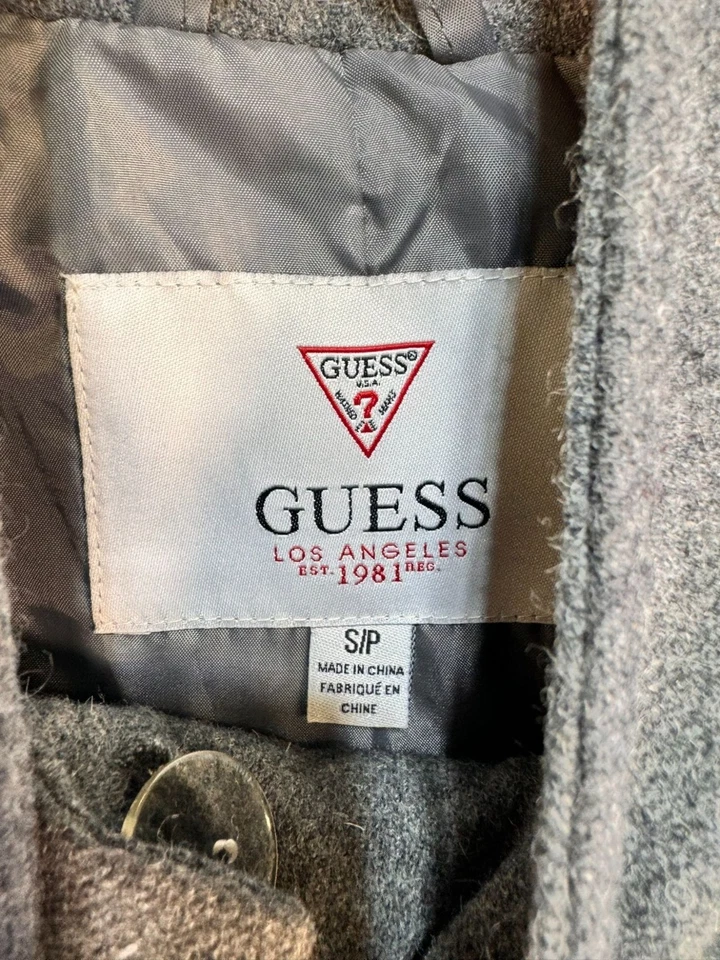 GUESS®
U.S.A.
?
GUESS
LOS ANGELES
EST. 1981 REG.
S/P
MADE IN CHINA
FABRIQUÉ EN
CHINE